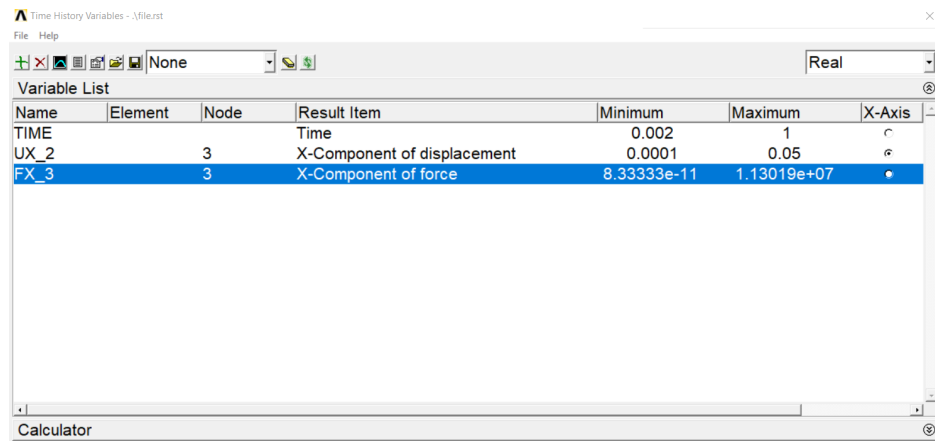 Time History Variables - .\file.rst
File Help
None Real
Variable List
Name Element Node Result Item Minimum Maximum X-Axis
TIME Time 0.002 1
UX_2 3 X-Component of displacement 0.0001 0.05
FX_3 3 X-Component of force 8.33333e-11 1.13019e+07
Calculator